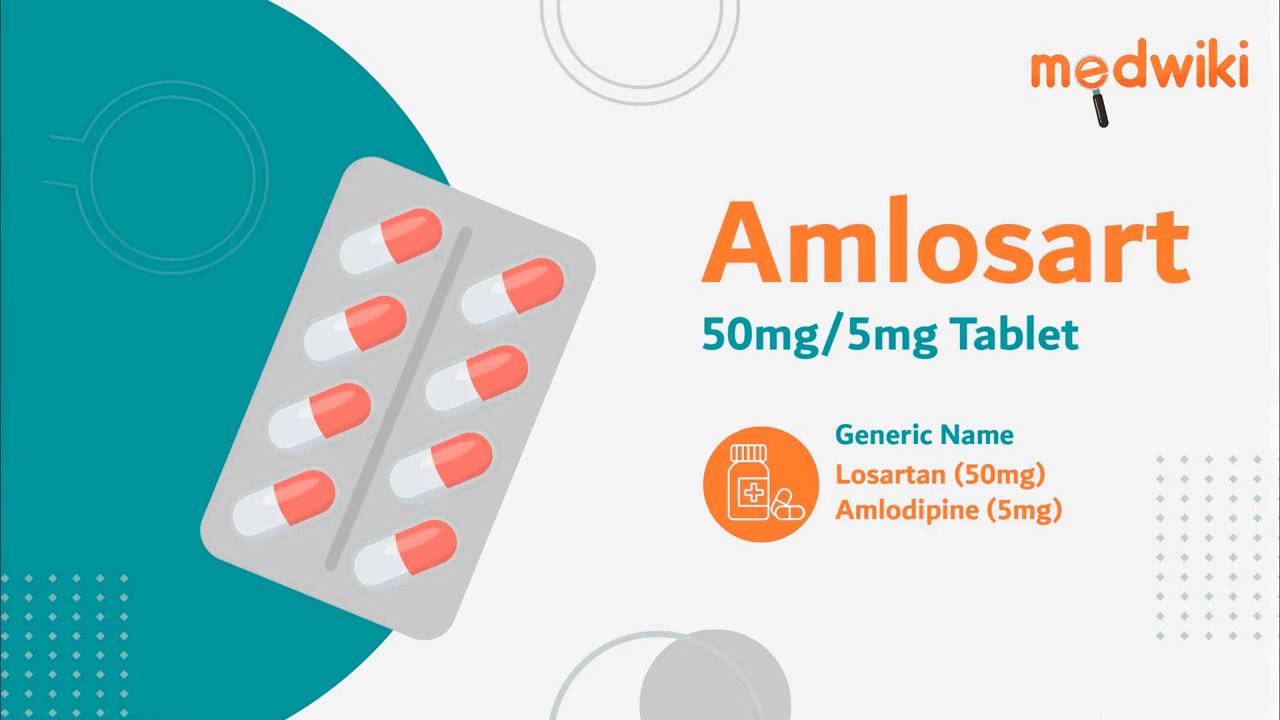 medwiki
Amlosart
50mg/5mg Tablet
Generic Name
Losartan (50mg)
Amlodipine (5mg)